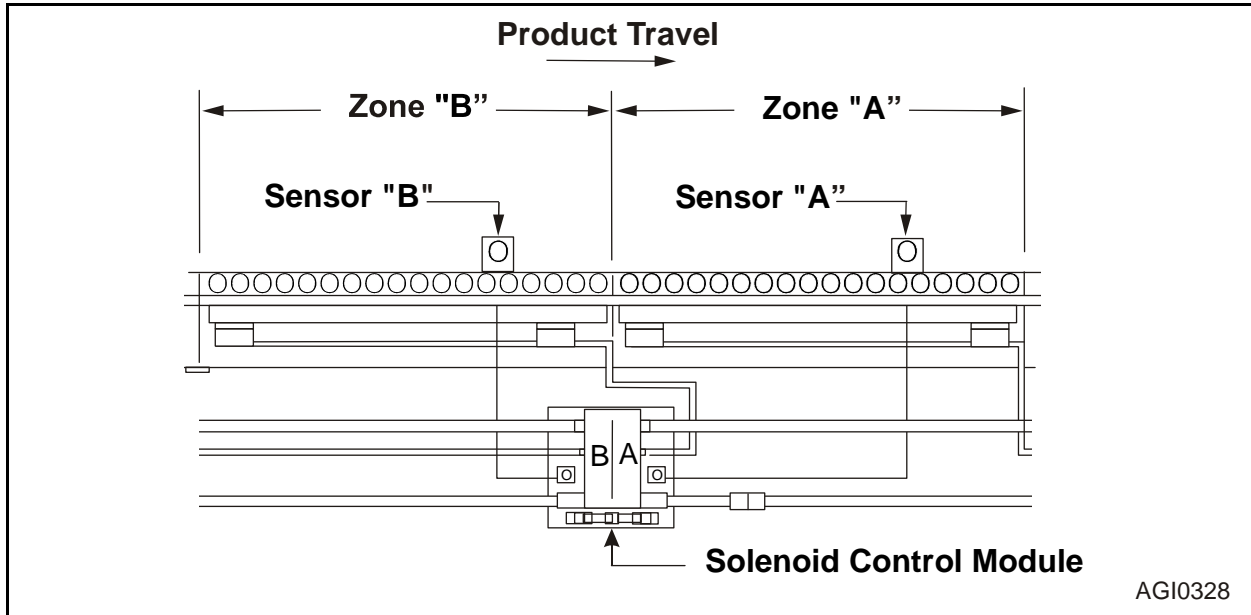 Product Travel
Zone "B” Zone "A”
Sensor "B" Sensor "A”
B A
Solenoid Control Module
AGI0328